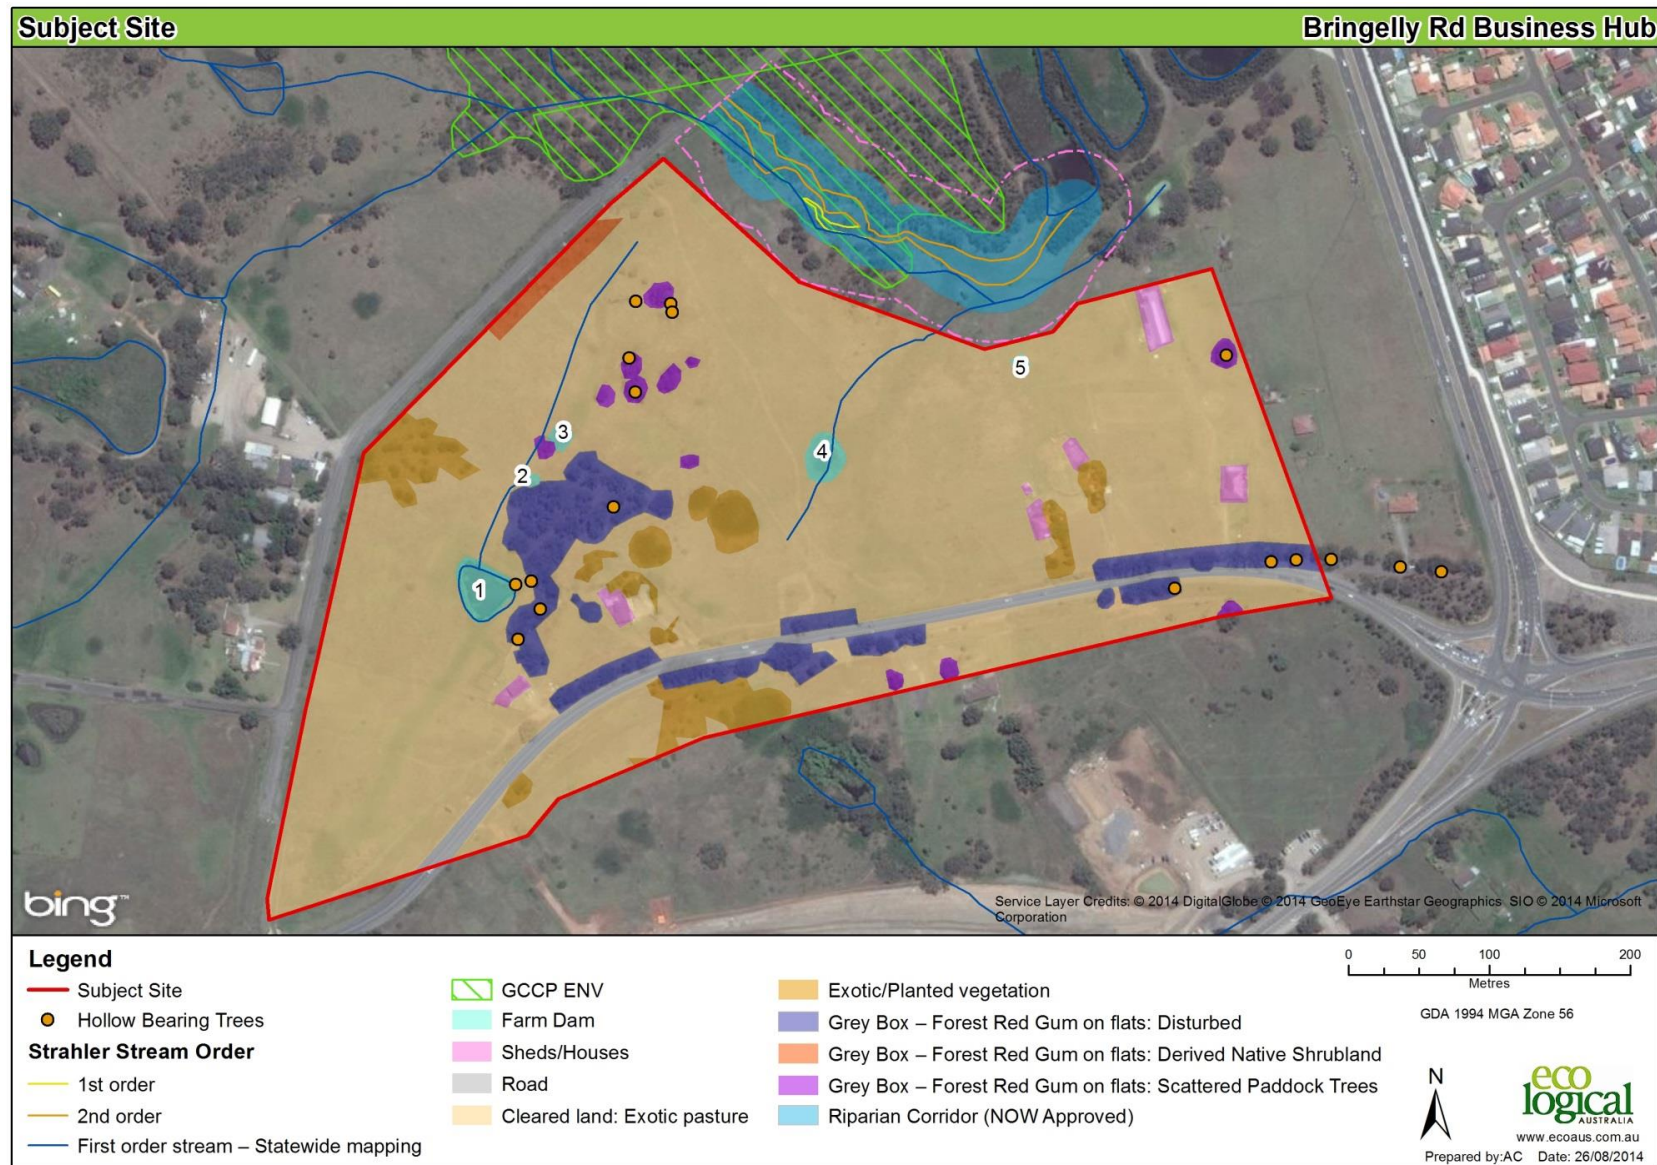 Subject Site
Bringelly Rd Business Hub
5
3
4
2
1
bing™
Service Layer Credits: © 2014 DigitalGlobe © 2014 GeoEye Earthstar Geographics SIO © 2014 Microsoft
Corporation
Legend
Subject Site
Hollow Bearing Trees
Strahler Stream Order
1st order
2nd order
First order stream – Statewide mapping
GCCP ENV
Farm Dam
Sheds/Houses
Road
Cleared land: Exotic pasture
Exotic/Planted vegetation
Grey Box – Forest Red Gum on flats: Disturbed
Grey Box – Forest Red Gum on flats: Derived Native Shrubland
Grey Box – Forest Red Gum on flats: Scattered Paddock Trees
Riparian Corridor (NOW Approved)
0 50 100 200
Metres
GDA 1994 MGA Zone 56
N
eco
logical
AUSTRALIA
www.ecoaus.com.au
Prepared by:AC Date: 26/08/2014